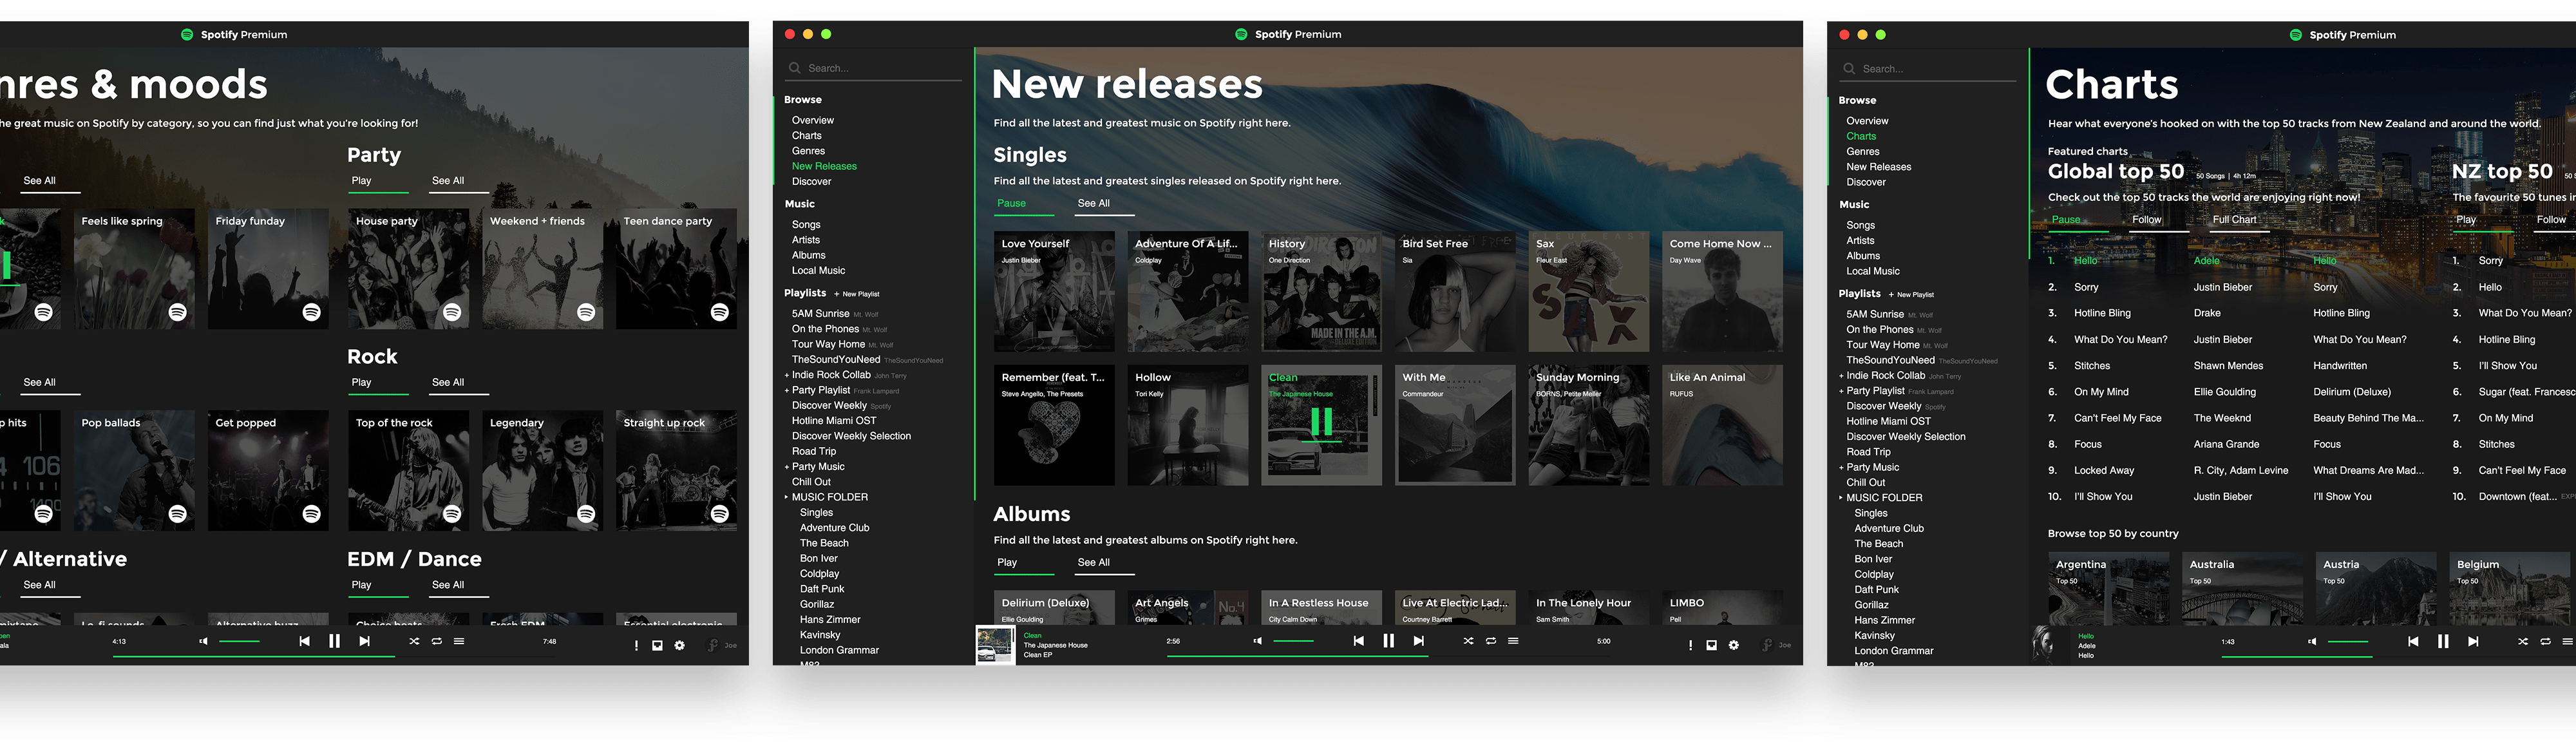 Spotify Premium
nres & moods
he great music on Spotify by category, so you can find just what you're looking for!
See All
Party
Play See All
k
Feels like spring
Friday funday
House party
Weekend + friends
Teen dance party
See All
Rock
Play See All
p hits
106
Pop ballads
Get popped
Top of the rock
Legendary
Straight up rock
/ Alternative
See All
EDM / Dance
Play See All
Lo-fi sounds
Alternative buzz
Choice beats
Fresh EDM
Essential electronic
pen
ala
4:13
7:48
Joe
Spotify Premium
Search...
Browse
Overview
Charts
Genres
New Releases
Discover
Music
Songs
Artists
Albums
Local Music
Playlists + New Playlist
5AM Sunrise Mt. Wolf
On the Phones Mt. Wolf
Tour Way Home Mt. Wolf
TheSoundYouNeed TheSoundYouNeed
+ Indie Rock Collab John Terry
+ Party Playlist Frank Lampard
Discover Weekly Spotify
Hotline Miami OST
Discover Weekly Selection
Road Trip
+ Party Music
Chill Out
MUSIC FOLDER
Singles
Adventure Club
The Beach
Bon Iver
Coldplay
Daft Punk
Gorillaz
Hans Zimmer
Kavinsky
London Grammar
M83
New releases
Find all the latest and greatest music on Spotify right here.
Singles
Find all the latest and greatest singles released on Spotify right here.
Pause See All
Love Yourself
Justin Bieber
Adventure Of A Lif...
Coldplay
History
One Direction
MADE IN THE A.M.
Bird Set Free
Sia
Sax
Fleur East
SAX
Come Home Now ...
Day Wave
Remember (feat. T...
Steve Angello, The Presets
Hollow
Tori Kelly
Clean
The Japanese House
With Me
Commandeur
Sunday Morning
BORNS, Petite Meller
Like An Animal
RUFUS
Albums
Find all the latest and greatest albums on Spotify right here.
Play See All
Delirium (Deluxe)
Ellie Goulding
Art Angels
Grimes
No.4
In A Restless House
City Calm Down
Live At Electric Lad...
Courtney Barrett
In The Lonely Hour
Sam Smith
LIMBO
Pell
Clean
The Japanese House
Clean EP
2:56
5:00
Joe
Spotify Premium
Search...
Browse
Overview
Charts
Genres
New Releases
Discover
Music
Songs
Artists
Albums
Local Music
Playlists + New Playlist
5AM Sunrise Mt. Wolf
On the Phones Mt. Wolf
Tour Way Home Mt. Wolf
TheSoundYouNeed TheSoundYouNeed
+ Indie Rock Collab John Terry
+ Party Playlist Frank Lampard
Discover Weekly Spotify
Hotline Miami OST
Discover Weekly Selection
Road Trip
+ Party Music
Chill Out
MUSIC FOLDER
Singles
Adventure Club
The Beach
Bon Iver
Coldplay
Daft Punk
Gorillaz
Hans Zimmer
Kavinsky
London Grammar
M83
Charts
Hear what everyone's hooked on with the top 50 tracks from New Zealand and around the world.
Featured charts
Global top 50 50 Songs | 4h 12m
Check out the top 50 tracks the world are enjoying right now!
Pause Follow Full Chart
1. Hello Adele Hello
2. Sorry Justin Bieber Sorry
3. Hotline Bling Drake Hotline Bling
4. What Do You Mean? Justin Bieber What Do You Mean?
5. Stitches Shawn Mendes Handwritten
6. On My Mind Ellie Goulding Delirium (Deluxe)
7. Can't Feel My Face The Weeknd Beauty Behind The Ma...
8. Focus Ariana Grande Focus
9. Locked Away R. City, Adam Levine What Dreams Are Mad...
10. I'll Show You Justin Bieber I'll Show You
NZ top 50 50 S
The favourite 50 tunes i
Play Follow
1. Sorry
2. Hello
3. What Do You Mean?
4. Hotline Bling
5. I'll Show You
6. Sugar (feat. Francesc
7. On My Mind
8. Stitches
9. Can't Feel My Face
10. Downtown (feat... EXP
Browse top 50 by country
Argentina
Top 50
Australia
Top 50
Austria
Top 50
Belgium
Top 50
Hello
Adele
Hello
1:43